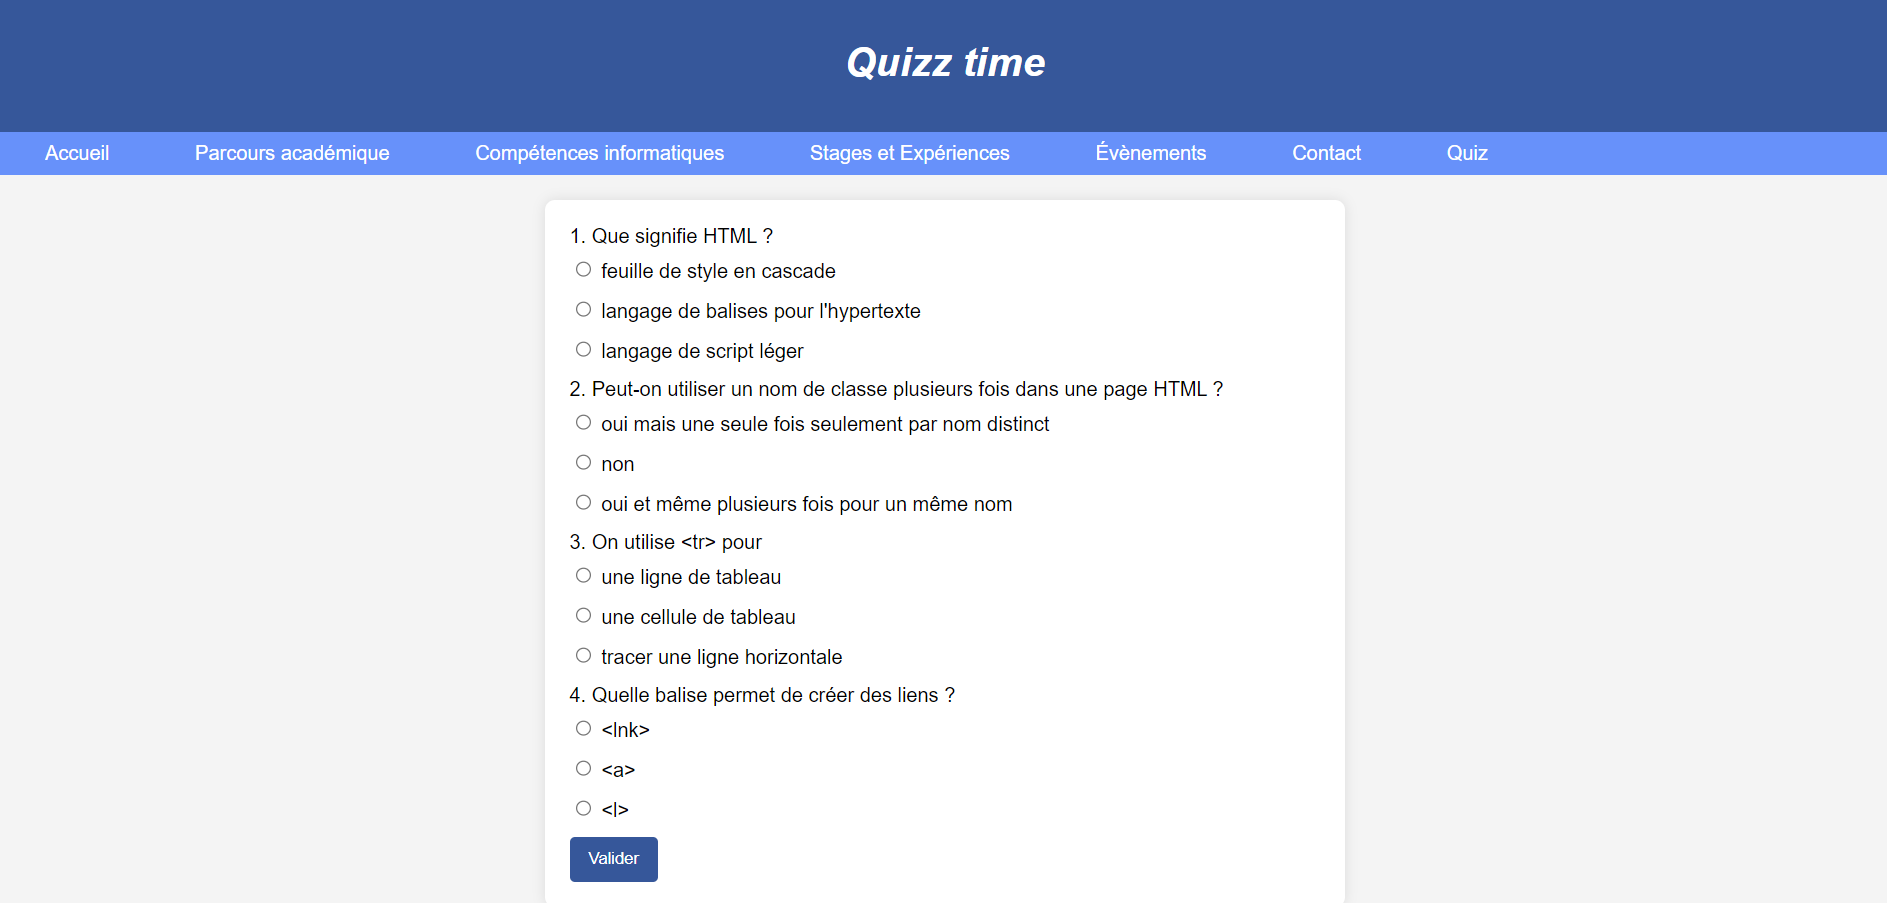 Quizz time
Accueil Parcours académique Compétences informatiques Stages et Expériences Évènements Contact Quiz
1. Que signifie HTML ?
feuille de style en cascade
langage de balises pour l'hypertexte
langage de script léger
2. Peut-on utiliser un nom de classe plusieurs fois dans une page HTML ?
oui mais une seule fois seulement par nom distinct
non
oui et même plusieurs fois pour un même nom
3. On utilise <tr> pour
une ligne de tableau
une cellule de tableau
tracer une ligne horizontale
4. Quelle balise permet de créer des liens ?
<lnk>
<a>
<l>
Valider